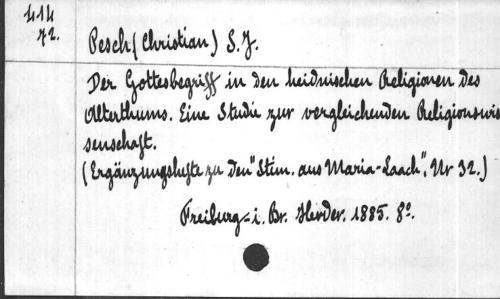 414
72.
Pesch (Christian) S. J.
Der Gottesbegriff in den heidnischen Religionen des
Alterthums. Eine Studie zur vergleichenden Religionswis
senschaft.
(Ergänzungshefte zu den "Stim. aus Maria-Laach", Nr 32.)
Freiburg-i. Br. Herder. 1885. 8°.